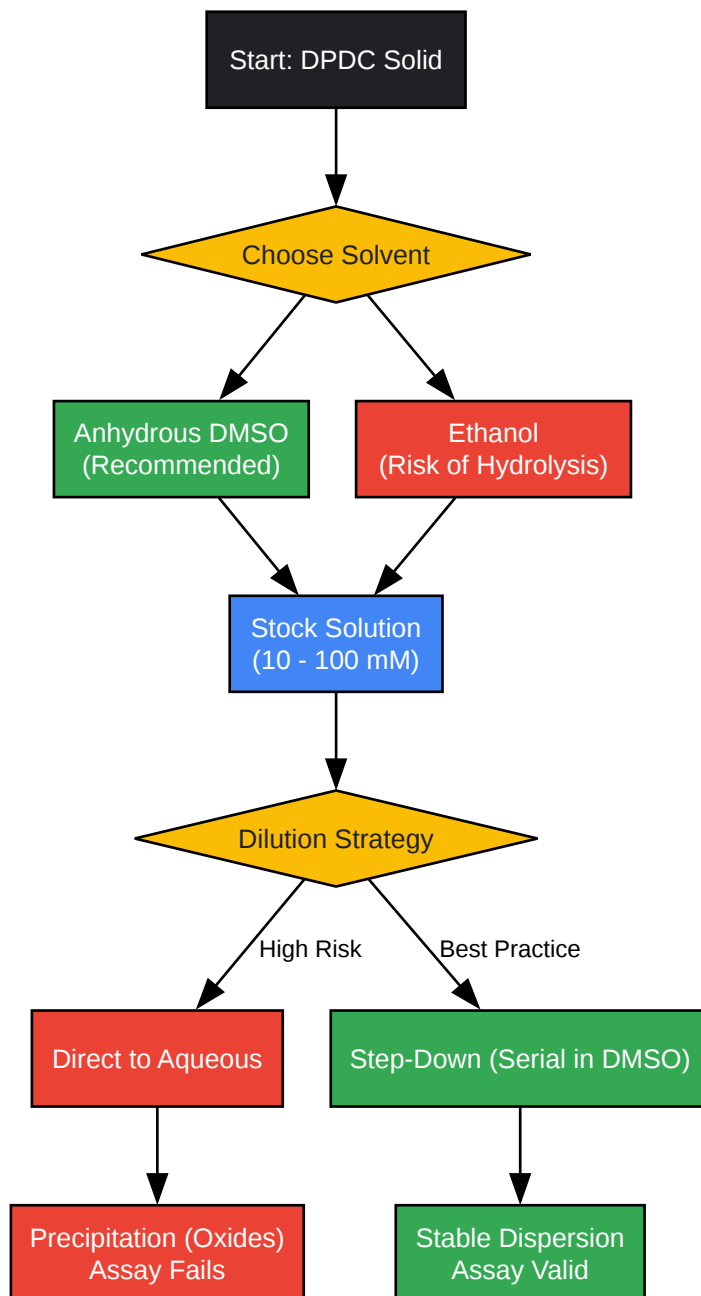 Start: DPDC Solid
Choose Solvent
Anhydrous DMSO
(Recommended)
Ethanol
(Risk of Hydrolysis)
Stock Solution
(10 - 100 mM)
Dilution Strategy
High Risk
Best Practice
Direct to Aqueous
Step-Down (Serial in DMSO)
Precipitation (Oxides)
Assay Fails
Stable Dispersion
Assay Valid